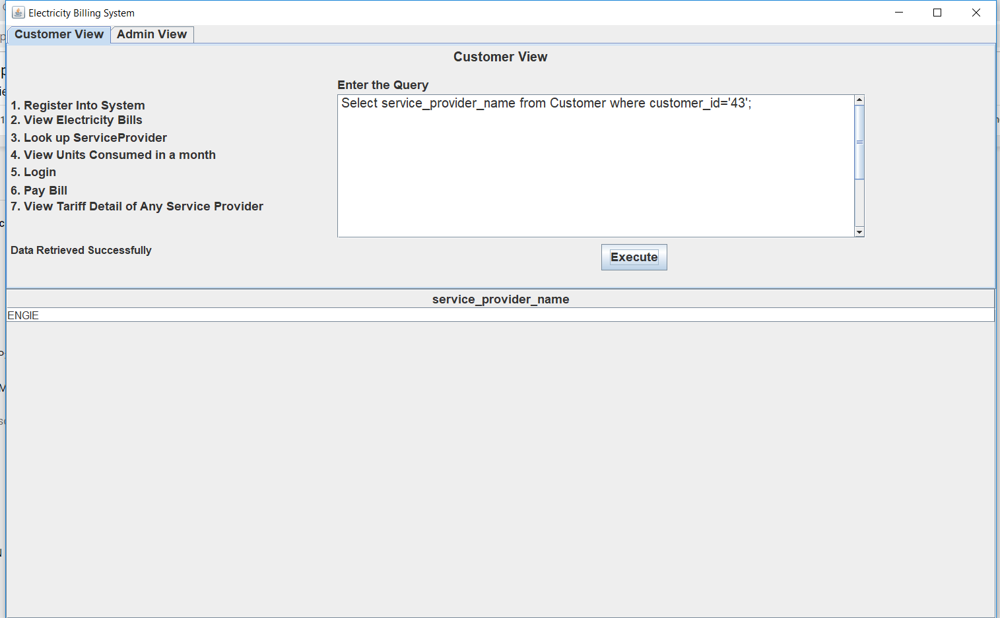 Electricity Billing System
Customer View
Admin View
Customer View
Enter the Query
Select service_provider_name from Customer where customer_id='43';
1. Register Into System
2. View Electricity Bills
3. Look up ServiceProvider
4. View Units Consumed in a month
5. Login
6. Pay Bill
7. View Tariff Detail of Any Service Provider
Data Retrieved Successfully
Execute
service_provider_name
ENGIE